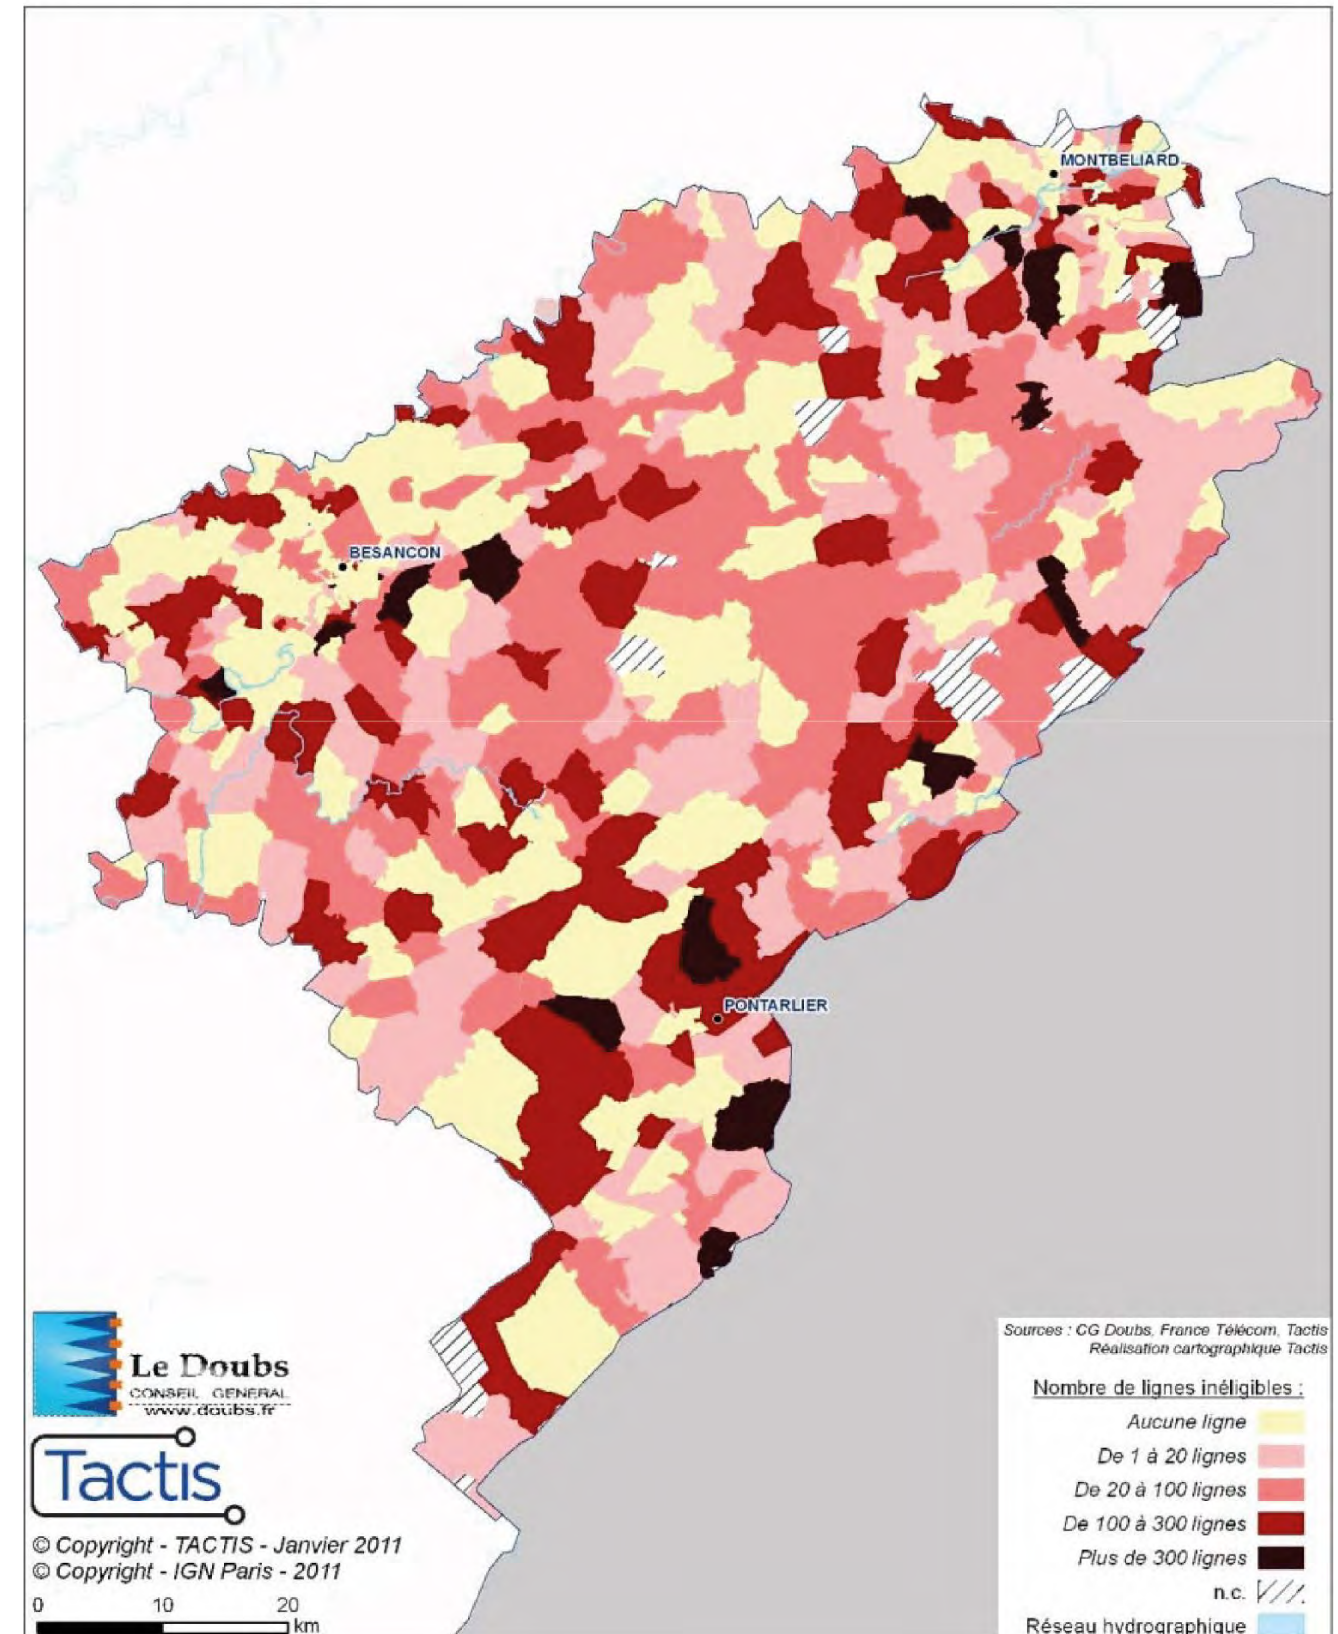 MONTBELIARD
BESANCON
PONTARLIER
Le Doubs
CONSEIL GENERAL
www.doubs.fr
Tactis
© Copyright - TACTIS - Janvier 2011
© Copyright - IGN Paris - 2011
0 10 20
km
Sources : CG Doubs, France Télécom, Tactis
Réalisation cartographique Tactis
Nombre de lignes inéligibles :
Aucune ligne
De 1 à 20 lignes
De 20 à 100 lignes
De 100 à 300 lignes
Plus de 300 lignes
n.c.
Réseau hydrographique